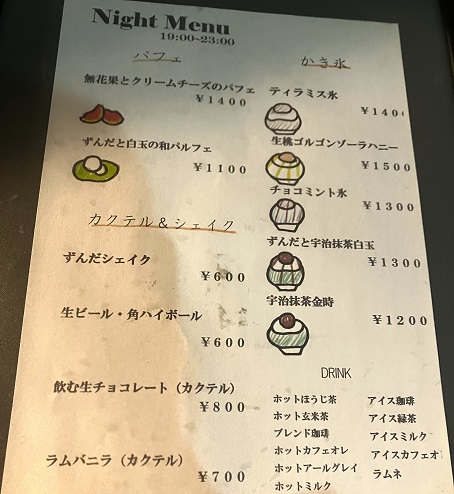 Night Menu
19:00~23:00
パフェ
無花果とクリームチーズのパフェ
￥1400
ずんだと白玉の和パルフェ
￥1100
カクテル＆シェイク
ずんだシェイク
￥600
生ビール・角ハイボール
￥600
飲む生チョコレート（カクテル）
￥800
ラムバニラ（カクテル）
￥700
かき氷
ティラミス氷
￥1400
生桃ゴルゴンゾーラハニー
￥1500
チョコミント氷
￥1300
ずんだと宇治抹茶白玉
￥1300
宇治抹茶金時
￥1200
DRINK
ホットほうじ茶
ホット玄米茶
ブレンド珈琲
ホットカフェオレ
ホットアールグレイ
ホットミルク
アイス珈琲
アイス緑茶
アイスミルク
アイスカフェオ
ラムネ